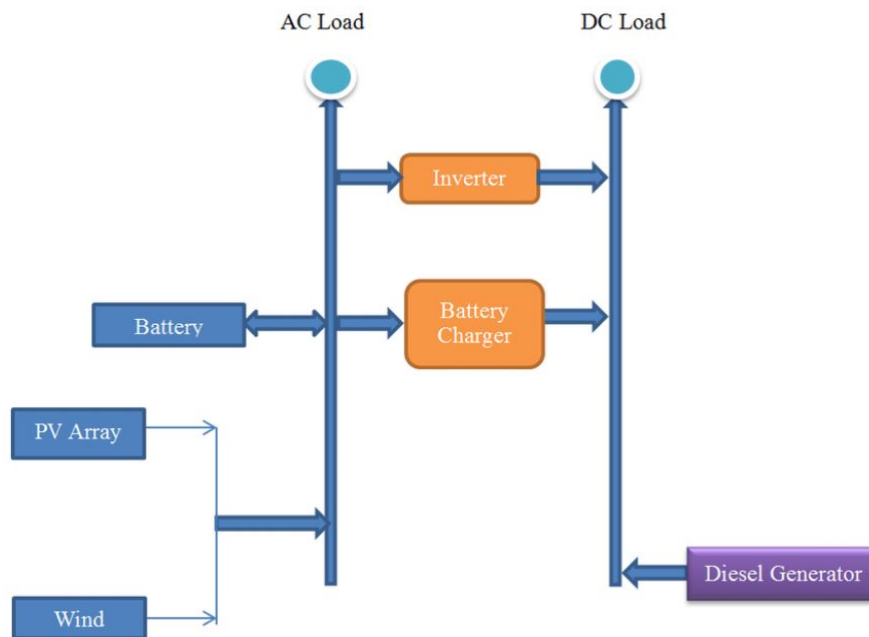 AC Load
DC Load
Inverter
Battery
Battery
Charger
PV Array
Diesel Generator
Wind